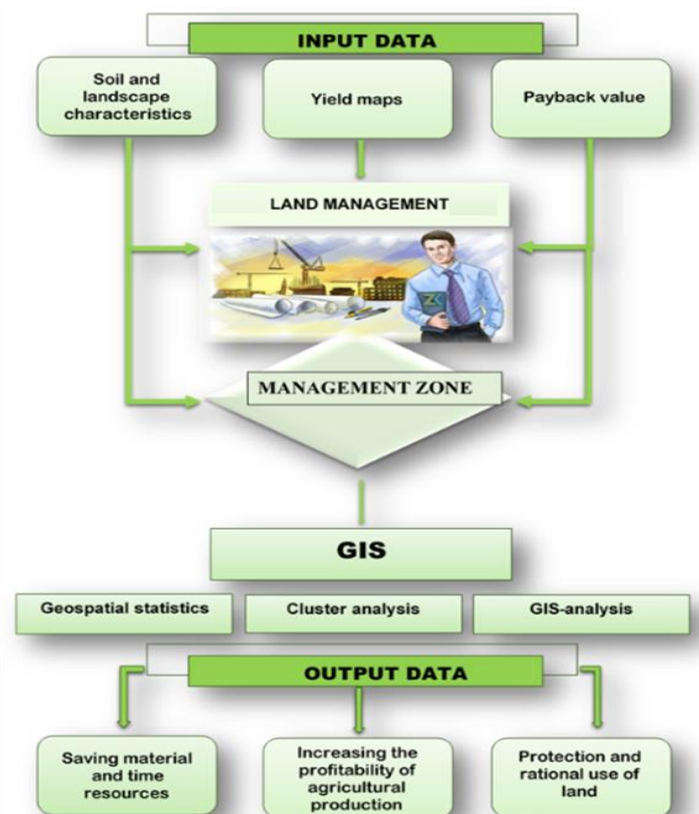 INPUT DATA
Soil and
landscape
characteristics
Yield maps
Payback value
LAND MANAGEMENT
MANAGEMENT ZONE
GIS
Geospatial statistics
Cluster analysis
GIS-analysis
OUTPUT DATA
Saving material
and time
resources
Increasing the
profitability of
agricultural
production
Protection and
rational use of
land